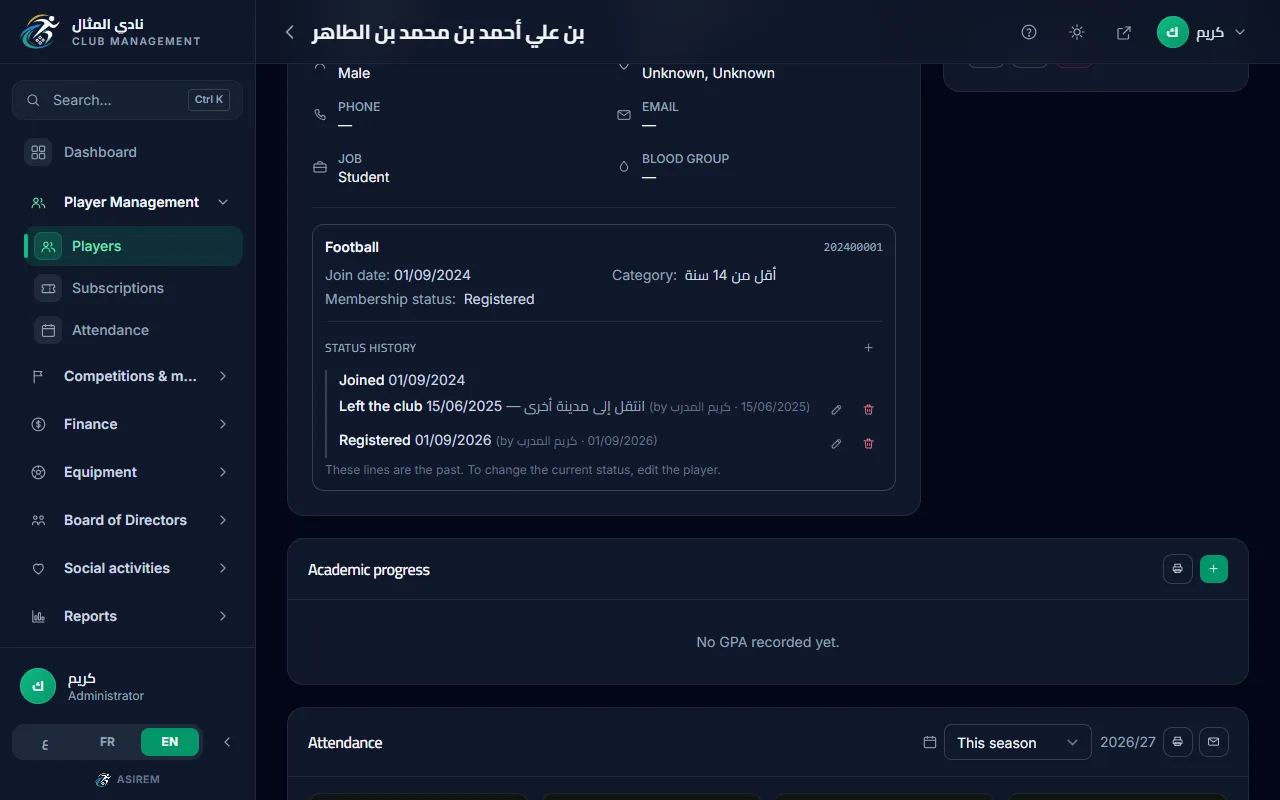 نادي المثال
CLUB MANAGEMENT
بن علي أحمد بن محمد بن الطاهر
ك
كريم
Search...
Ctrl K
Dashboard
Player Management
Players
Subscriptions
Attendance
Competitions & m...
Finance
Equipment
Board of Directors
Social activities
Reports
ك
كريم
Administrator
ع
FR
EN
ASIREM
Male
Unknown, Unknown
PHONE
—
EMAIL
—
JOB
Student
BLOOD GROUP
—
Football
202400001
Join date: 01/09/2024
Category: أقل من 14 سنة
Membership status: Registered
STATUS HISTORY
Joined 01/09/2024
Left the club 15/06/2025 — انتقل إلى مدينة أخرى (by كريم المدرب · 15/06/2025)
Registered 01/09/2026 (by كريم المدرب · 01/09/2026)
These lines are the past. To change the current status, edit the player.
Academic progress
No GPA recorded yet.
Attendance
This season
2026/27